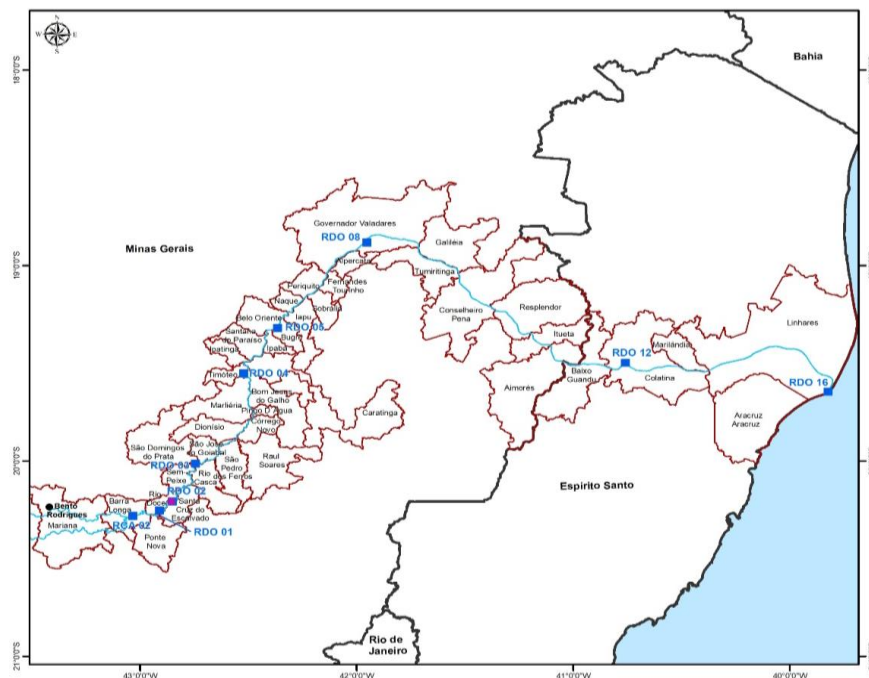 N
W
E
S
Bahia
18°0'0"S
Minas Gerais
Governador Valadares
RDO 08
Galiléia
19°0'0"S
Alpercata
Tumiritinga
Periquito
Fernandes
Tourinho
Naque
Sobrália
Conselheiro
Pena
Resplendor
Belo Oriente
Iapu
RDO 05
Bugre
Santana
do Paraíso
Ipatinga
Ipaba
Itueta
Linhares
Marilândia
RDO 12
Baixo
Guandu
Colatina
Timóteo
RDO 04
Aimorés
RDO 16
Bom Jesus
do Galho
Marliéria
Pingo D'Água
Córrego
Novo
Caratinga
Aracruz
Aracruz
Dionísio
São Domingos
do Prata
São José
do Goiabal
São
Pedro
dos Ferros
Raul
Soares
20°0'0"S
RDO 03
Rio
Casca
Sem
Peixe
Espírito Santo
RDO 02
Bento
Rodrigues
Mariana
Barra
Longa
Rio
Doce
Santa
Cruz do
Escalvado
RCA 02
RDO 01
Ponte
Nova
Rio de
Janeiro
21°0'0"S
43°0'0"W
42°0'0"W
41°0'0"W
40°0'0"W